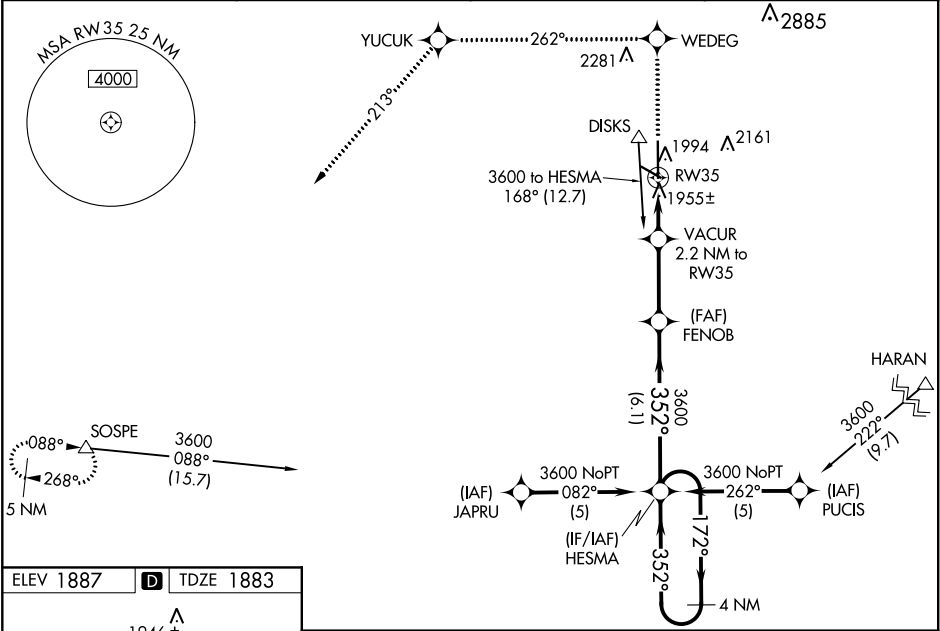 MSA RW35 25 NM
4000
YUCUK
262°
WEDEG
2281
2885
213°
DISKS
1994
2161
3600 to HESMA
168° (12.7)
RW35
1955±
VACUR
2.2 NM to
RW35
(FAF)
FENOB
HARAN
3600
222°
(9.7)
3600
352°
(6.1)
SOSPE
088°
268°
5 NM
3600
088°
(15.7)
(IAF)
JAPRU
3600 NoPT
082°
(5)
3600 NoPT
262°
(5)
(IAF)
PUCIS
(IF/IAF)
HESMA
172°
352°
4 NM
ELEV 1887
D
TDZE 1883